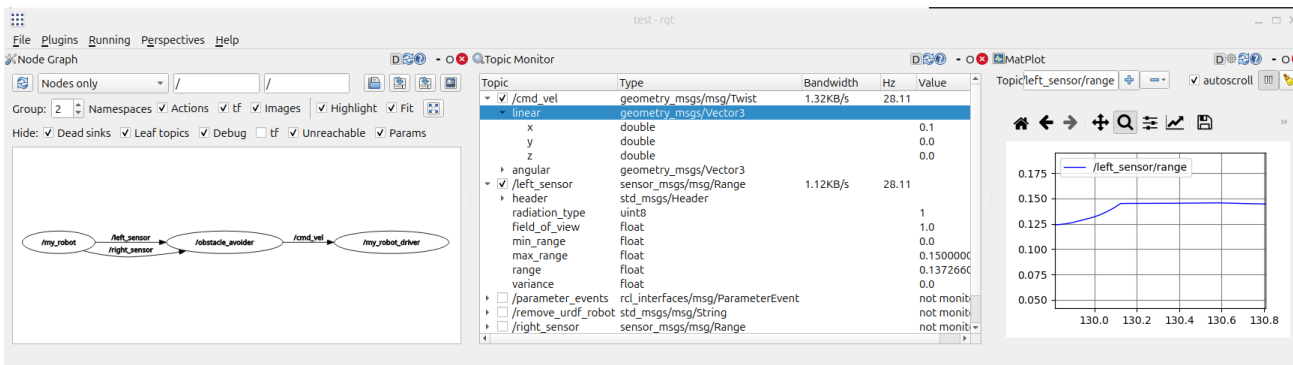 test - rqt
File Plugins Running Perspectives Help
Node Graph
D
- O
Nodes only
/
/
Group: 2 Namespaces Actions tf Images Highlight Fit
Hide: Dead sinks Leaf topics Debug tf Unreachable Params
/my_robot
/left_sensor
/right_sensor
/obstacle_avoider
/cmd_vel
/my_robot_driver
Topic Monitor
D
- O
Topic Type Bandwidth Hz Value
/cmd_vel geometry_msgs/msg/Twist 1.32KB/s 28.11
linear geometry_msgs/Vector3
x double 0.1
y double 0.0
z double 0.0
angular geometry_msgs/Vector3
/left_sensor sensor_msgs/msg/Range 1.12KB/s 28.11
header std_msgs/Header
radiation_type uint8 1
field_of_view float 1.0
min_range float 0.0
max_range float 0.1500000
range float 0.1372660
variance float 0.0
/parameter_events rcl_interfaces/msg/ParameterEvent not monit
/remove_urdf_robot std_msgs/msg/String not monit
/right_sensor sensor_msgs/msg/Range not monit
MatPlot
D
- O
Topic /left_sensor/range autoscroll
/left_sensor/range
0.175
0.150
0.125
0.100
0.075
0.050
130.0 130.2 130.4 130.6 130.8